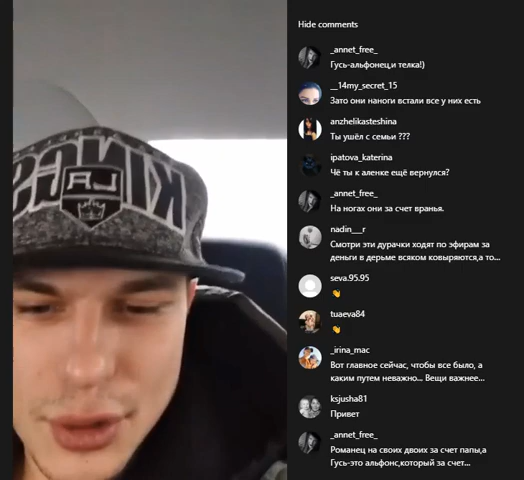 Hide comments
_annet_free_
Гусь-альфонец,и телка!)
__14my_secret_15
Зато они наноги встали все у них есть
anzhelikasteshina
Ты ушёл с семьи ???
ipatova_katerina
Чё ты к аленке ещё вернулся?
_annet_free_
На ногах они за счет вранья.
nadin___r
Смотри эти дурачки ходят по эфирам за
деньги в дерьме всяком ковыряются,а то...
seva.95.95
👏
tuaeva84
👏
_irina_mac
Вот главное сейчас, чтобы все было, а
каким путем неважно... Вещи важнее...
ksjusha81
Привет
_annet_free_
Романец на своих двоих за счет папы,а
Гусь-это альфонс,который за счет...
KINGS
LA